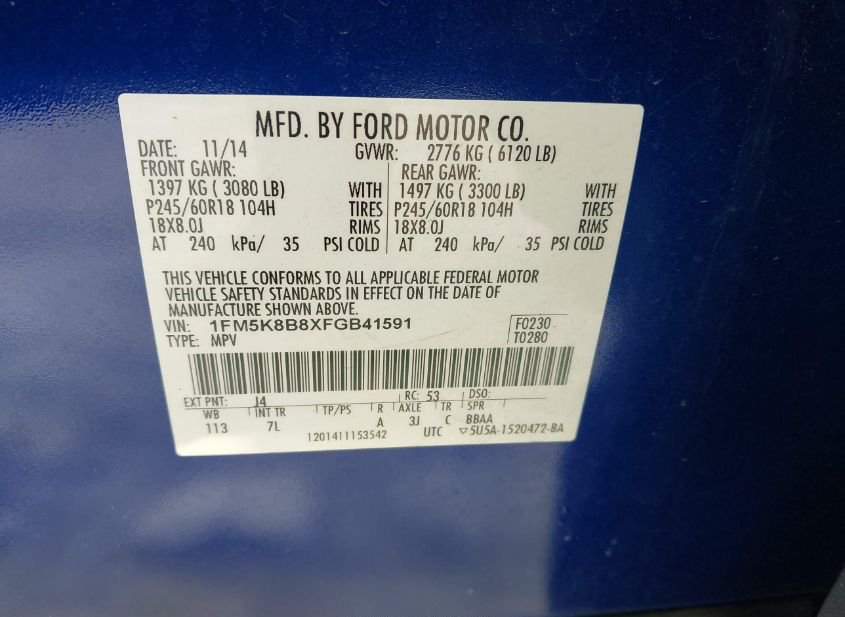 MFD. BY FORD MOTOR CO.
DATE: 11/14 GVWR: 2776 KG ( 6120 LB)
FRONT GAWR: REAR GAWR:
1397 KG ( 3080 LB) WITH 1497 KG ( 3300 LB) WITH
P245/60R18 104H TIRES P245/60R18 104H TIRES
18X8.0J RIMS 18X8.0J RIMS
AT 240 kPa/ 35 PSI COLD AT 240 kPa/ 35 PSI COLD
THIS VEHICLE CONFORMS TO ALL APPLICABLE FEDERAL MOTOR
VEHICLE SAFETY STANDARDS IN EFFECT ON THE DATE OF
MANUFACTURE SHOWN ABOVE.
VIN: 1FM5K8B8XFGB41591 F0230
TYPE: MPV T0280
EXT PNT: J4 RC: 53 DSO:
WB INT TR TP/PS R AXLE TR SPR
113 7L A 3J C BBAA
1201411153542 UTC ▽5U5A-1520472-BA